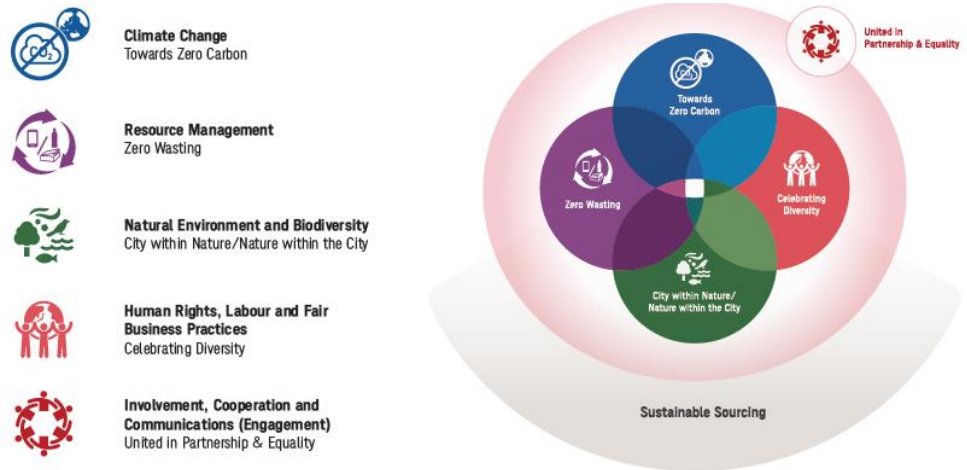 CO₂
Climate Change
Towards Zero Carbon
Resource Management
Zero Wasting
Natural Environment and Biodiversity
City within Nature/Nature within the City
Human Rights, Labour and Fair
Business Practices
Celebrating Diversity
Involvement, Cooperation and
Communications (Engagement)
United in Partnership & Equality
United in
Partnership & Equality
CO₂
Towards
Zero Carbon
Zero Wasting
Celebrating
Diversity
City within Nature/
Nature within the City
Sustainable Sourcing